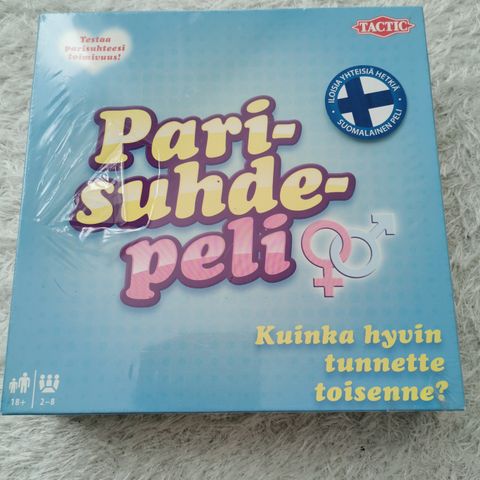 Testaa
parisuhteesi
toimivuus!
TACTIC
ILOISIA YHTEISIÄ HETKIÄ
SUOMALAINEN PELI
Pari-
suhde-
peli
Kuinka hyvin
tunnette
toisenne?
18+ 2-8